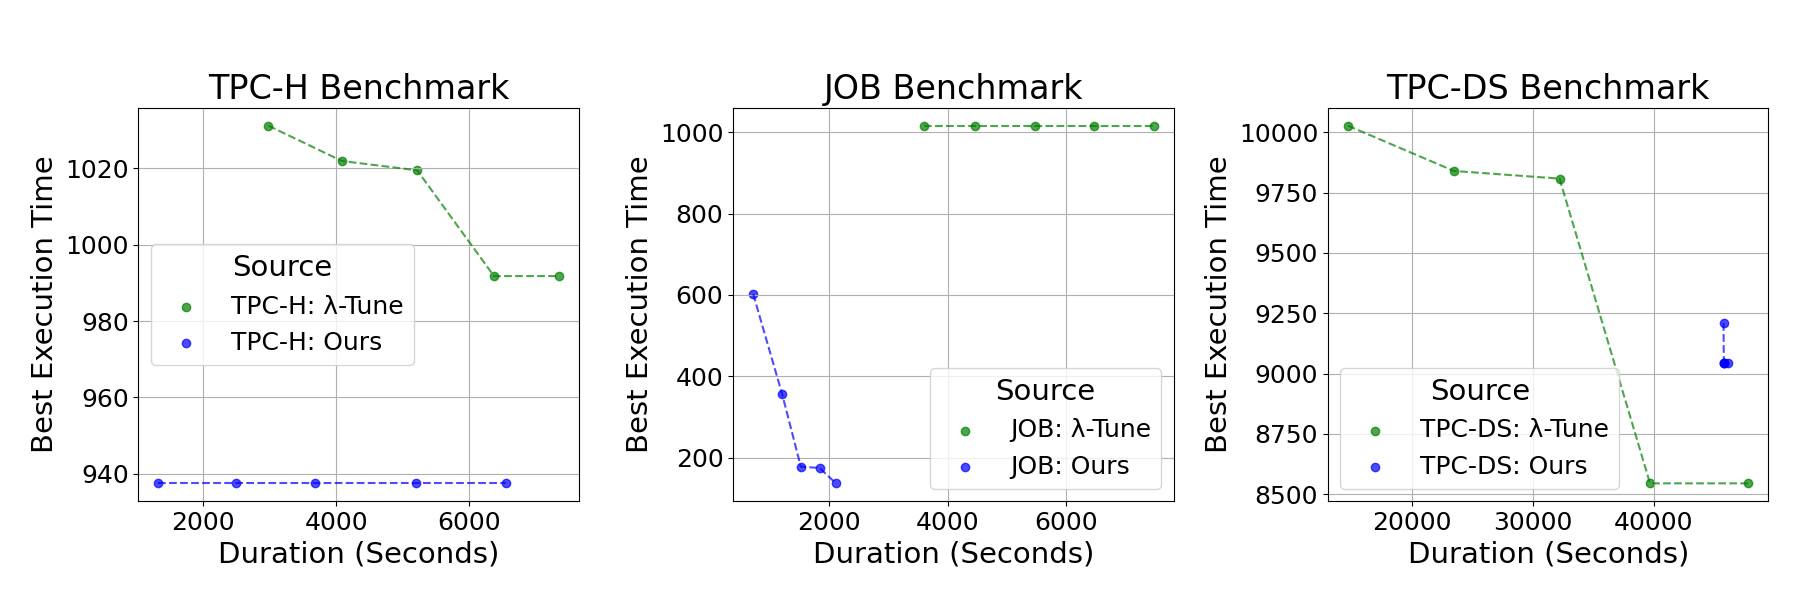 TPC-H Benchmark
Best Execution Time
1020
1000
980
960
940
Source
TPC-H: λ-Tune
TPC-H: Ours
2000 4000 6000
Duration (Seconds)
JOB Benchmark
Best Execution Time
1000
800
600
400
200
Source
JOB: λ-Tune
JOB: Ours
2000 4000 6000
Duration (Seconds)
TPC-DS Benchmark
Best Execution Time
10000
9750
9500
9250
9000
8750
8500
Source
TPC-DS: λ-Tune
TPC-DS: Ours
20000 30000 40000
Duration (Seconds)